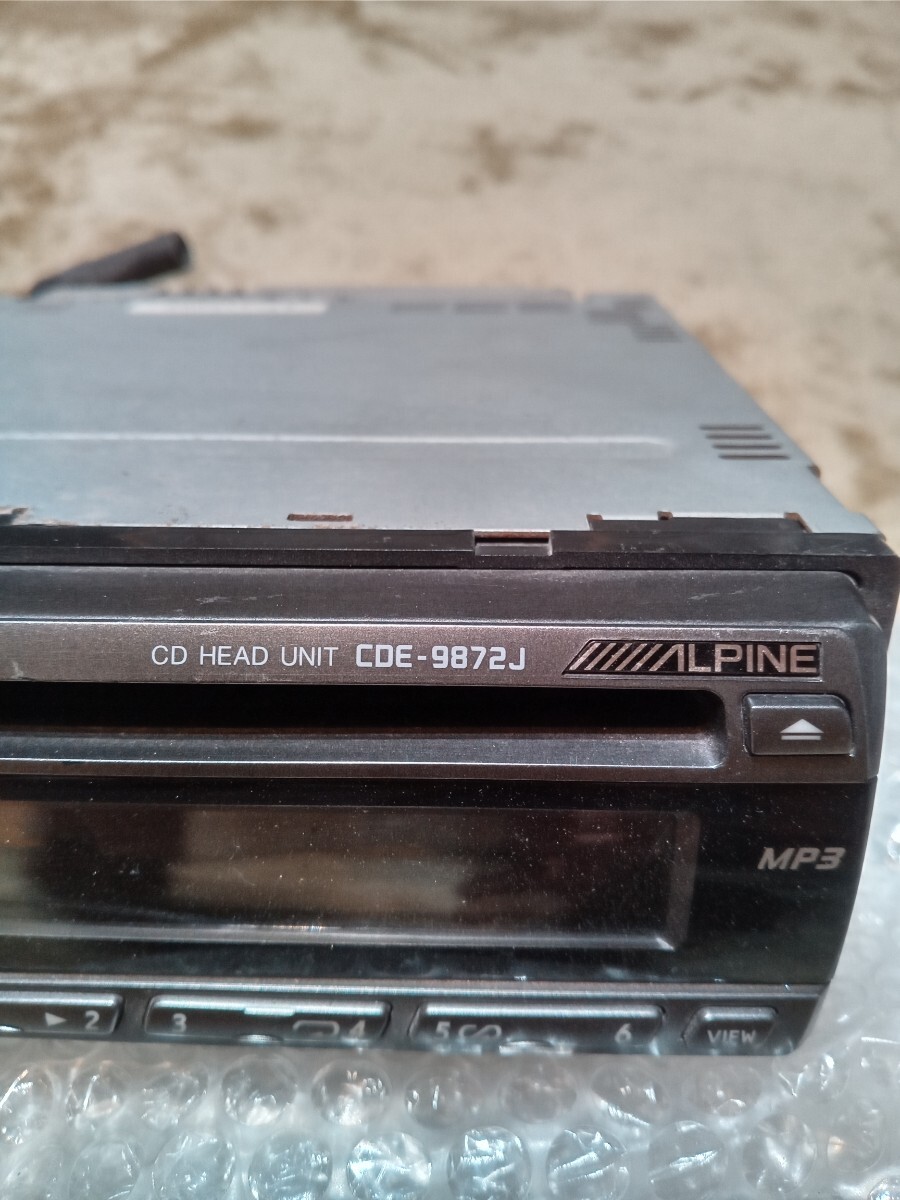 CD HEAD UNIT CDE-9872J ALPINE
MP3
2 3 4 5 6 VIEW